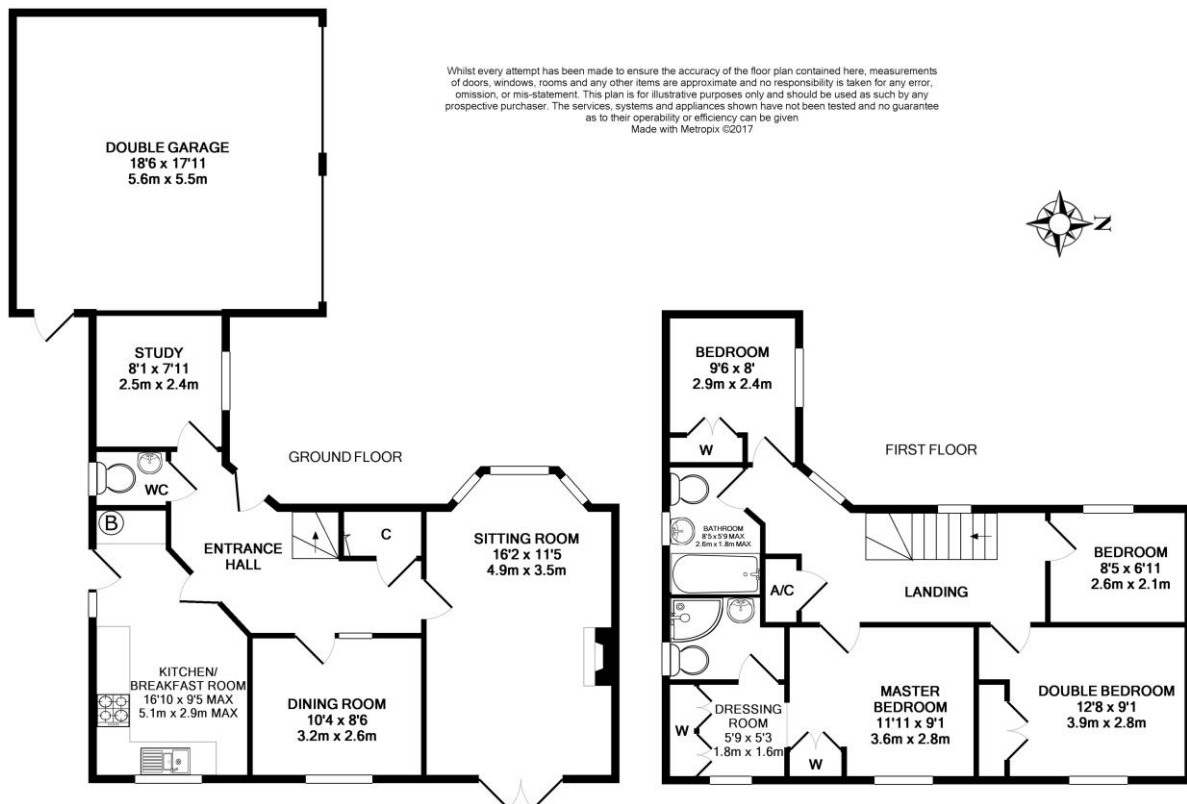 Whilst every attempt has been made to ensure the accuracy of the floor plan contained here, measurements
of doors, windows, rooms and any other items are approximate and no responsibility is taken for any error,
omission, or mis-statement. This plan is for illustrative purposes only and should be used as such by any
prospective purchaser. The services, systems and appliances shown have not been tested and no guarantee
as to their operability or efficiency can be given
Made with Metropix ©2017
DOUBLE GARAGE
18'6 x 17'11
5.6m x 5.5m
N
STUDY
8'1 x 7'11
2.5m x 2.4m
GROUND FLOOR
WC
B
ENTRANCE
HALL
C
SITTING ROOM
16'2 x 11'5
4.9m x 3.5m
KITCHEN/
BREAKFAST ROOM
16'10 x 9'5 MAX
5.1m x 2.9m MAX
DINING ROOM
10'4 x 8'6
3.2m x 2.6m
BEDROOM
9'6 x 8'
2.9m x 2.4m
W
FIRST FLOOR
BATHROOM
8'5 x 5'9 MAX
2.6m x 1.8m MAX
A/C
LANDING
BEDROOM
8'5 x 6'11
2.6m x 2.1m
W
DRESSING
ROOM
5'9 x 5'3
1.8m x 1.6m
W
MASTER
BEDROOM
11'11 x 9'1
3.6m x 2.8m
DOUBLE BEDROOM
12'8 x 9'1
3.9m x 2.8m